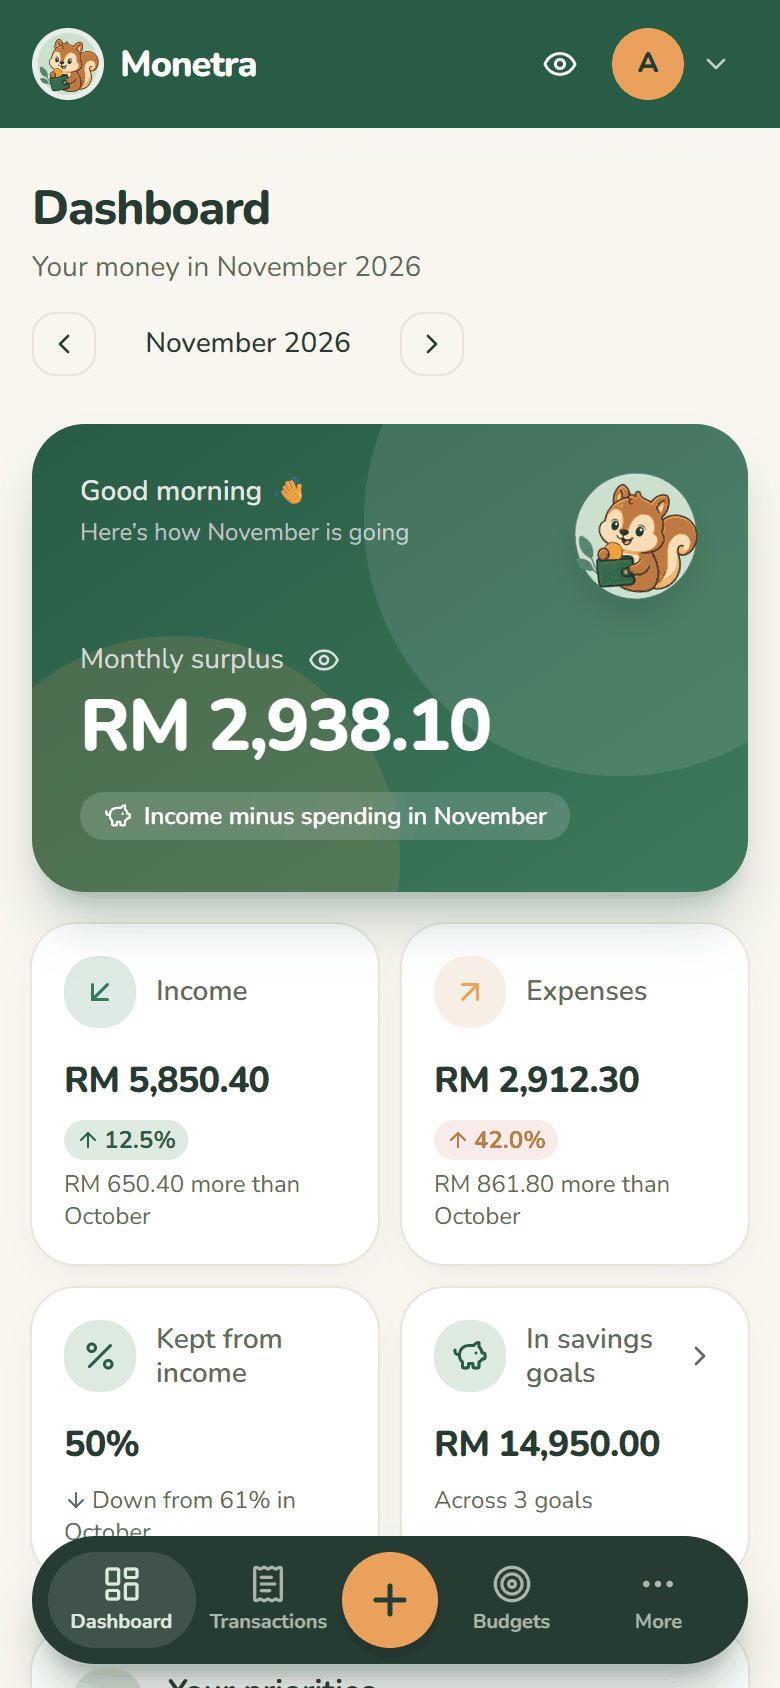 Monetra
A
Dashboard
Your money in November 2026
November 2026
Good morning 👋
Here's how November is going
Monthly surplus
RM 2,938.10
Income minus spending in November
Income
RM 5,850.40
↑ 12.5%
RM 650.40 more than
October
Expenses
RM 2,912.30
↑ 42.0%
RM 861.80 more than
October
Kept from
income
50%
↓ Down from 61% in
October
In savings
goals
RM 14,950.00
Across 3 goals
Dashboard
Transactions
Budgets
More
Your priorities